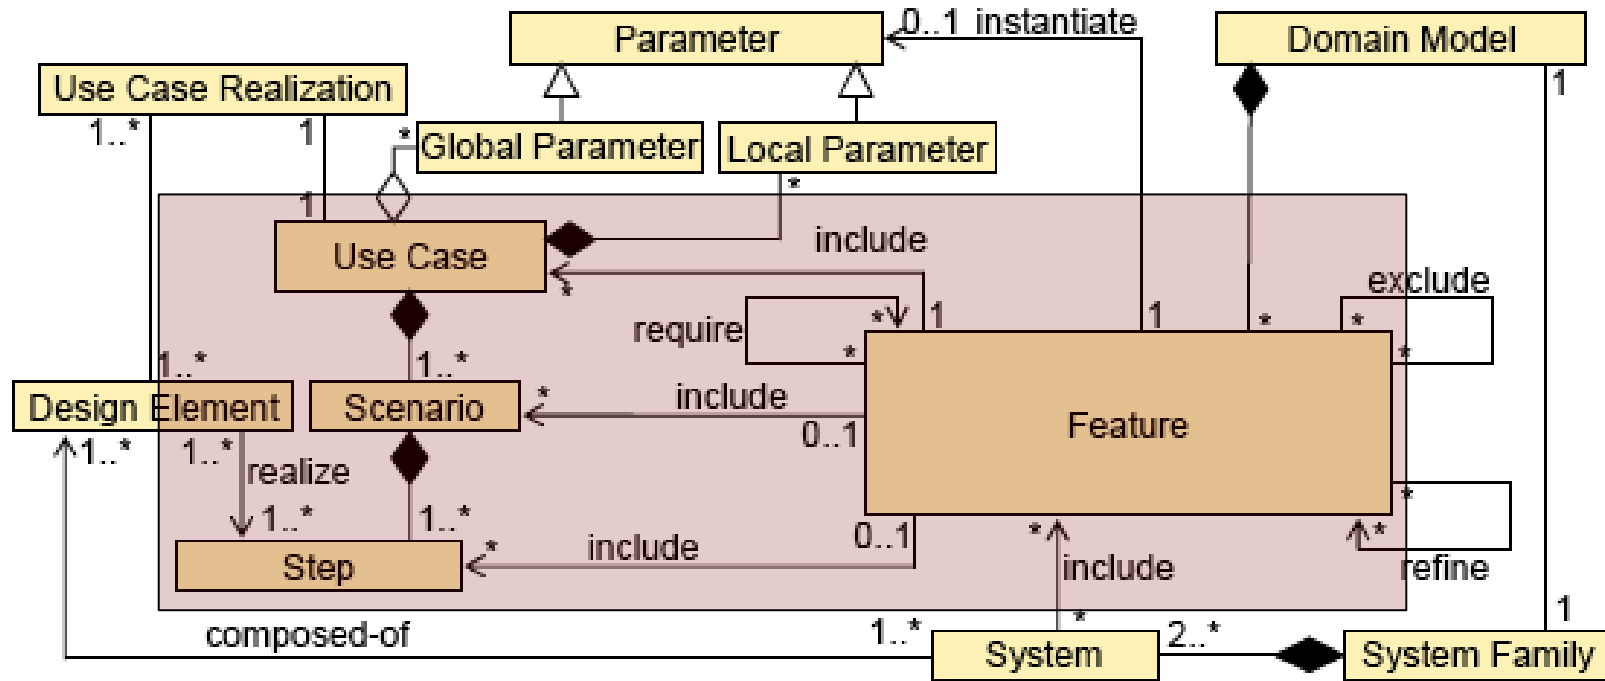 Parameter
0..1 instantiate
Domain Model
Use Case Realization
1
1..*
1
*
Global Parameter
Local Parameter
*
1
Use Case
include
*
exclude
require
*
1
1
*
*
*
*
1..*
1..*
Design Element
Scenario
*
include
0..1
Feature
1..*
1..*
realize
*
1..*
1..*
0..1
*
*
*
include
Step
include
refine
composed-of
1..*
*
2..*
1
System
System Family